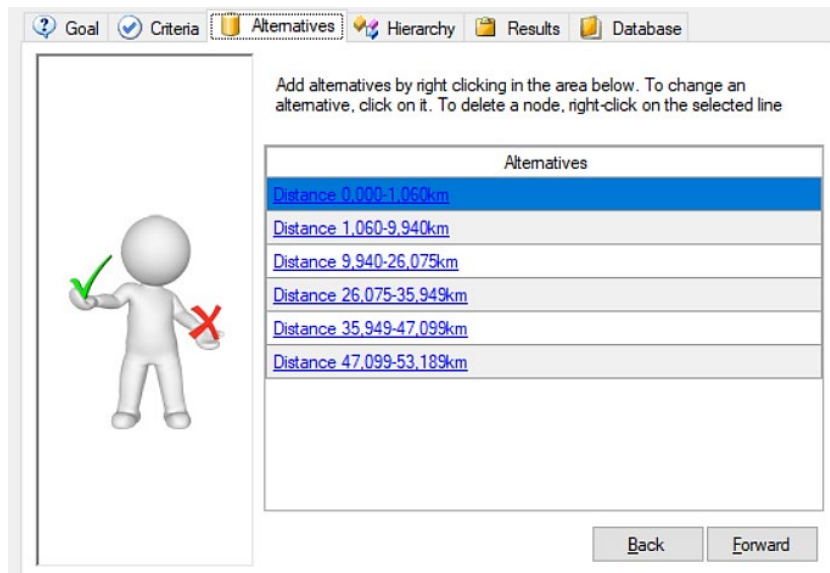 Goal Criteria Alternatives Hierarchy Results Database
Add alternatives by right clicking in the area below. To change an
alternative, click on it. To delete a node, right-click on the selected line
Alternatives
Distance 0,000-1,060km
Distance 1,060-9,940km
Distance 9,940-26,075km
Distance 26,075-35,949km
Distance 35,949-47,099km
Distance 47,099-53,189km
Back Forward